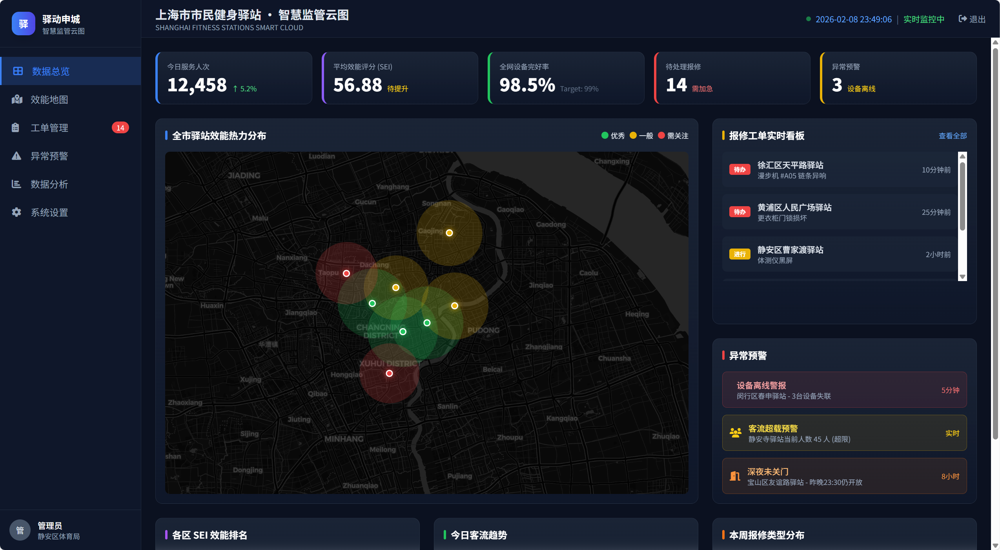 驿
驿动申城
智慧监管云图
数据总览
效能地图
工单管理
14
异常预警
数据分析
系统设置
管
管理员
静安区体育局
上海市市民健身驿站 · 智慧监管云图
SHANGHAI FITNESS STATIONS SMART CLOUD
2026-02-08 23:49:06 | 实时监控中
退出
今日服务人次
12,458 ↑ 5.2%
平均效能评分 (SEI)
56.88 待提升
全网设备完好率
98.5% Target: 99%
待处理报修
14 需加急
异常预警
3 设备离线
全市驿站效能热力分布
优秀 一般 需关注
DISTRICT
Luodian
Changxing
JIADING
Yanghang
ng
Gucun
Songnan
Gaoqiao
Malu
Gaodong
Gaojing
Nanxiang
Dachang
Taopu
Caolu
g New
wn
Jinqiao
Huaxin
Jiangqiao
Heqing
CHANGNING
DISTRICT
PUDONG
华漕镇
Zhangjiang
Chuansha
XUHUI DISTRICT
Beicai
Hongqiao
Xujing
Qibao
Zhaoxiang
Sanlin
Jiuting
Kangqiao
Sijing
MINHANG
Zhoupu
Zhuqiao
Meilong
shan
Dongjing
Pujiang
Zhuanqiao
报修工单实时看板
查看全部
待办
徐汇区天平路驿站
漫步机 #A05 链条异响
10分钟前
待办
黄浦区人民广场驿站
更衣柜门锁损坏
25分钟前
进行
静安区曹家渡驿站
体测仪黑屏
2小时前
异常预警
设备离线警报
闵行区春申驿站 - 3台设备失联
5分钟
客流超载预警
静安寺驿站当前人数 45 人 (超限)
实时
深夜未关门
宝山区友谊路驿站 - 昨晚23:30仍开放
8小时
各区 SEI 效能排名
今日客流趋势
本周报修类型分布